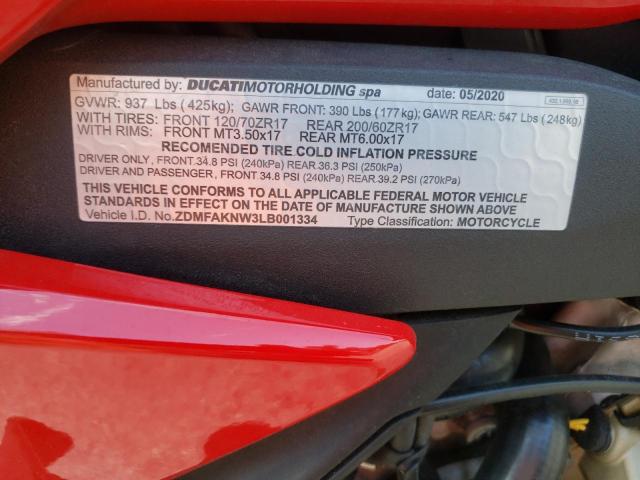 Manufactured by: DUCATIMOTORHOLDING spa date: 05/2020
GVWR: 937 Lbs (425kg); GAWR FRONT: 390 Lbs (177kg); GAWR REAR: 547 Lbs (248kg)
WITH TIRES: FRONT 120/70ZR17 REAR 200/60ZR17
WITH RIMS: FRONT MT3.50x17 REAR MT6.00x17
RECOMENDED TIRE COLD INFLATION PRESSURE
DRIVER ONLY, FRONT.34.8 PSI (240kPa) REAR.36.3 PSI (250kPa)
DRIVER AND PASSENGER, FRONT 34.8 PSI (240kPa) REAR.39.2 PSI (270kPa)
THIS VEHICLE CONFORMS TO ALL APPLICABLE FEDERAL MOTOR VEHICLE
STANDARDS IN EFFECT ON THE DATE OF MANUFACTURE SHOWN ABOVE
Vehicle I.D. No.ZDMFAKNW3LB001334 Type Classification: MOTORCYCLE